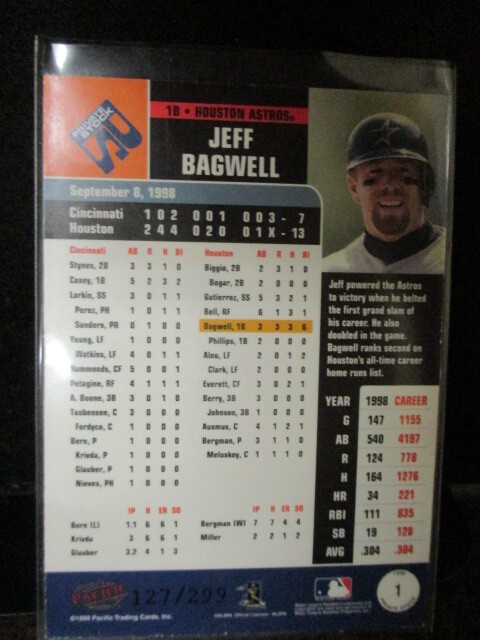 PRIVATE
STOCK
1B • HOUSTON ASTROS®
JEFF
BAGWELL
September 8, 1998
Cincinnati 1 0 2 0 0 1 0 0 3 - 7
Houston 2 4 4 0 2 0 0 1 X - 13
Cincinnati AB R H BI
Stynes, 2B 3 3 1 0
Casey, 1B 5 2 3 2
Larkin, SS 3 0 1 1
Perez, PH 1 0 1 1
Sanders, PR 0 1 0 0
Young, LF 1 0 0 0
Watkins, LF 4 0 1 1
Hammonds, CF 5 0 0 1
Petagine, RF 4 1 1 1
A. Boone, 3B 3 0 1 0
Taubensee, C 3 0 0 0
Fordyce, C 1 0 0 0
Bere, P 1 0 0 0
Krivda, P 1 0 0 0
Glauber, P 1 0 0 0
Nieves, PH 1 0 0 0
Houston AB R H BI
Biggio, 2B 2 3 1 0
Bogar, 2B 2 0 0 0
Gutierrez, SS 5 3 2 1
Bell, RF 6 1 3 1
Bagwell, 1B 3 3 3 6
Phillips, 1B 2 0 0 0
Alou, LF 2 0 1 2
Clark, LF 2 0 0 0
Everett, CF 3 0 2 1
Berry, 3B 3 0 0 0
Johnson, 3B 1 0 0 0
Ausmus, C 4 1 2 1
Bergman, P 3 1 1 0
Meluskey, C 1 1 1 0
IP H ER SO
Bere (L) 1.1 6 6 1
Krivda 3 6 6 1
Glauber 3.2 4 1 3
IP H ER SO
Bergman (W) 7 7 4 4
Miller 2 2 1 2
Jeff powered the Astros
to victory when he belted
the first grand slam of
his career. He also
doubled in the game.
Bagwell ranks second on
Houston's all-time career
home runs list.
YEAR 1998 CAREER
G 147 1155
AB 540 4197
R 124 778
H 164 1276
HR 34 221
RBI 111 835
SB 19 126
AVG .304 .304
PACIFIC
127/299
©1999 Pacific Trading Cards, Inc.
CARD
1